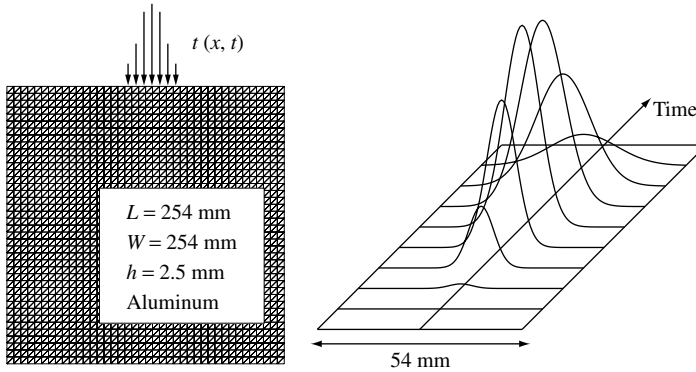 t (x, t)
L = 254 mm
W = 254 mm
h = 2.5 mm
Aluminum
Time
54 mm